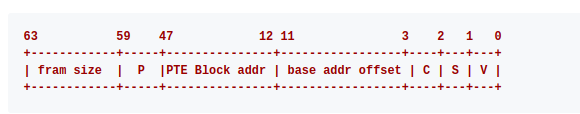 63           59    47            12 11               3    2   1   0
+------------+-----+---------------+----------------+----+---+---+
| fram size  |  P  |PTE Block addr | base addr offset | C | S | V |
+------------+-----+---------------+----------------+----+---+---+